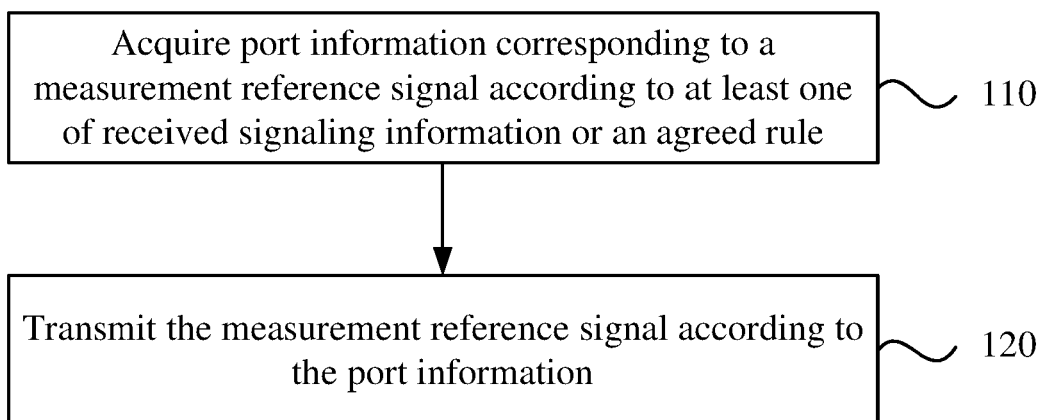 Acquire port information corresponding to a
measurement reference signal according to at least one
of received signaling information or an agreed rule
110
Transmit the measurement reference signal according to
the port information
120